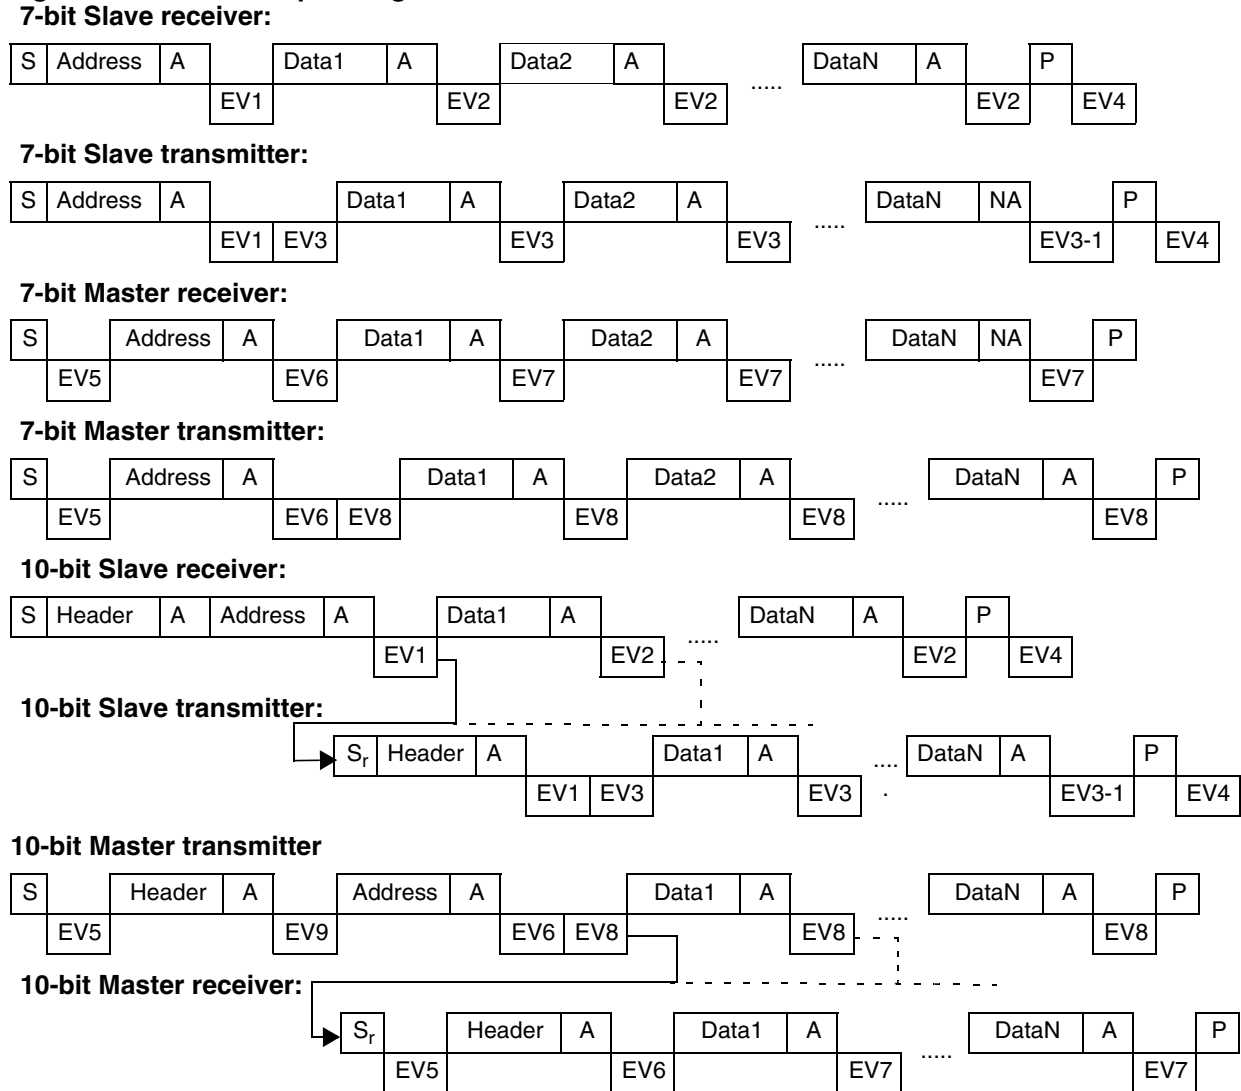 7-bit Slave receiver:
S Address A Data1 A Data2 A ..... DataN A P
EV1 EV2 EV2 EV2 EV4
7-bit Slave transmitter:
S Address A Data1 A Data2 A ..... DataN NA P
EV1 EV3 EV3 EV3 EV3-1 EV4
7-bit Master receiver:
S Address A Data1 A Data2 A ..... DataN NA P
EV5 EV6 EV7 EV7 EV7
7-bit Master transmitter:
S Address A Data1 A Data2 A ..... DataN A P
EV5 EV6 EV8 EV8 EV8 EV8
10-bit Slave receiver:
S Header A Address A Data1 A ..... DataN A P
EV1 EV2 EV2 EV4
10-bit Slave transmitter:
Sr Header A Data1 A .... DataN A P
EV1 EV3 EV3 . EV3-1 EV4
10-bit Master transmitter
S Header A Address A Data1 A ..... DataN A P
EV5 EV9 EV6 EV8 EV8 EV8
10-bit Master receiver:
Sr Header A Data1 A ..... DataN A P
EV5 EV6 EV7 EV7